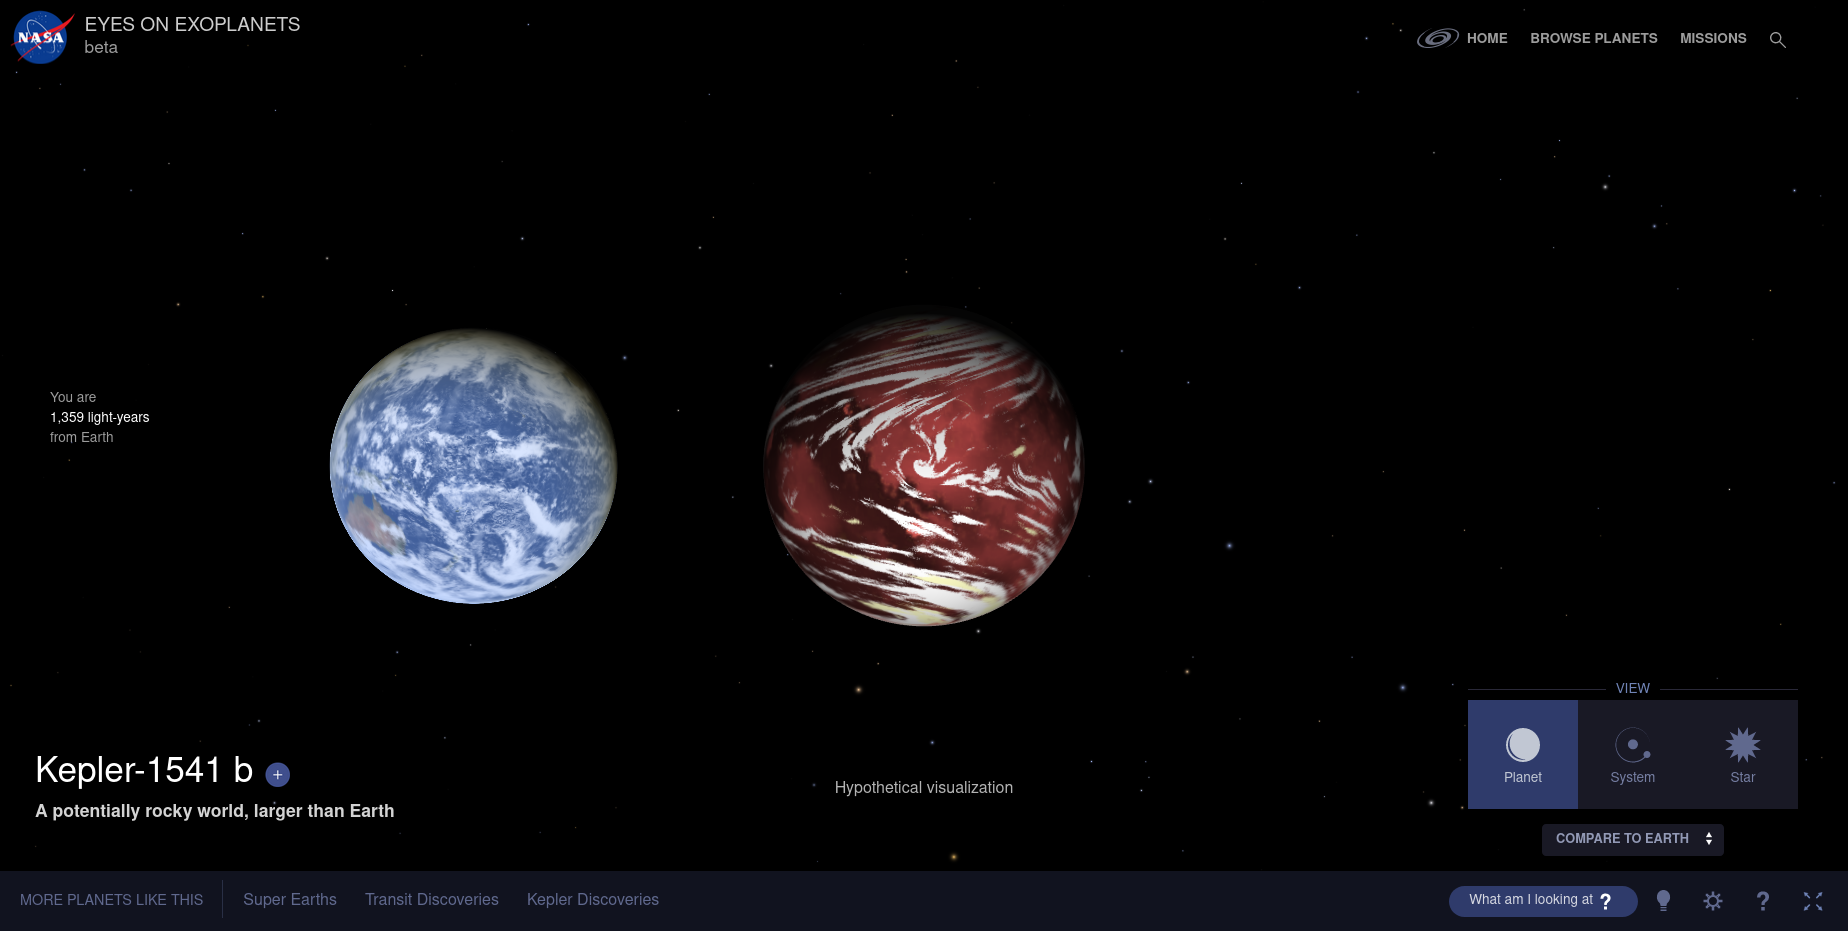 NASA
EYES ON EXOPLANETS
beta
HOME
BROWSE PLANETS
MISSIONS
You are
1,359 light-years
from Earth
VIEW
Planet
System
Star
COMPARE TO EARTH
Kepler-1541 b +
A potentially rocky world, larger than Earth
Hypothetical visualization
MORE PLANETS LIKE THIS
Super Earths
Transit Discoveries
Kepler Discoveries
What am I looking at ?
?